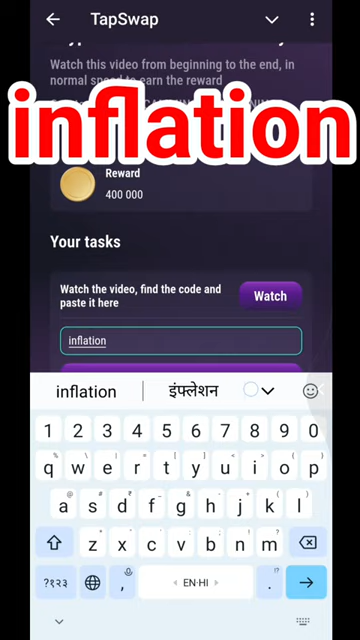 TapSwap
Watch this video from beginning to the end, in
normal speed to earn the reward
inflation
Reward
400 000
Your tasks
Watch the video, find the code and
paste it here
Watch
inflation
inflation
इंफ्लेशन
1 2 3 4 5 6 7 8 9 0
q w e r t y u i o p
a s d f g h j k l
z x c v b n m
?१२३ , EN·HI .